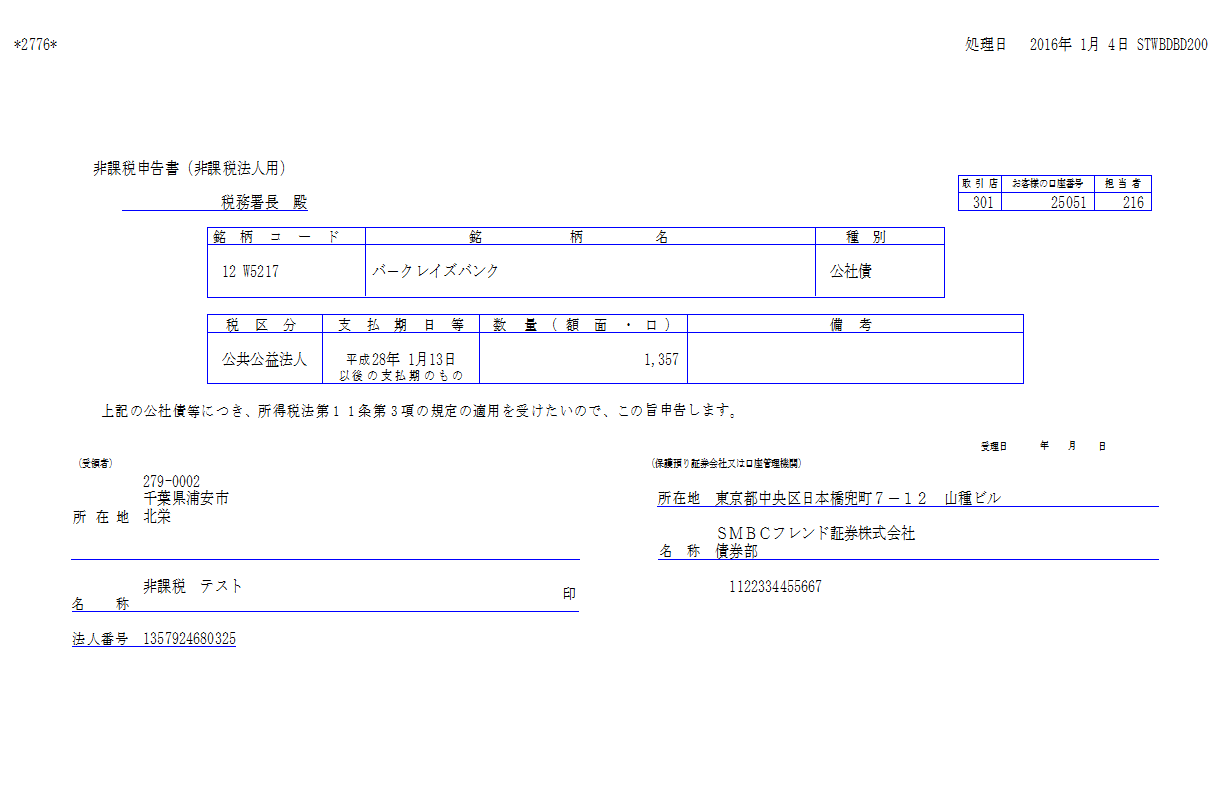 *2776*
処理日 2016年 1月 4日 STWBDBD200
非課税申告書（非課税法人用）
税務署長 殿
取引店 お客様の口座番号 担当者
301 25051 216
銘柄コード 銘柄名 種別
12 W5217 バークレイズバンク 公社債
税区分 支払期日等 数量(額面・口) 備考
公共公益法人 平成28年 1月13日 1,357
以後の支払期のもの
上記の公社債等につき、所得税法第１１条第３項の規定の適用を受けたいので、この旨申告します。
受理日 年 月 日
（受領者）
（保護預り証券会社又は口座管理機関）
279-0002
千葉県浦安市
所在地 北栄
所在地 東京都中央区日本橋兜町７－１２ 山種ビル
ＳＭＢＣフレンド証券株式会社
名称 債券部
非課税 テスト 印
名称
1122334455667
法人番号 1357924680325